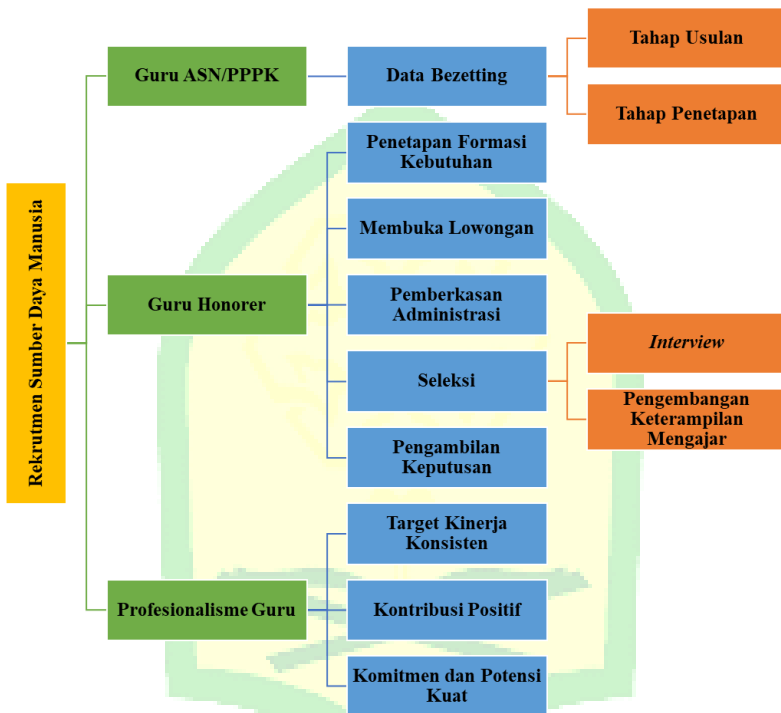 Rekrutmen Sumber Daya Manusia
Guru ASN/PPPK
Data Bezetting
Tahap Usulan
Tahap Penetapan
Guru Honorer
Penetapan Formasi
Kebutuhan
Membuka Lowongan
Pemberkasan
Administrasi
Seleksi
Interview
Pengembangan
Keterampilan
Mengajar
Pengambilan
Keputusan
Profesionalisme Guru
Target Kinerja
Konsisten
Kontribusi Positif
Komitmen dan Potensi
Kuat